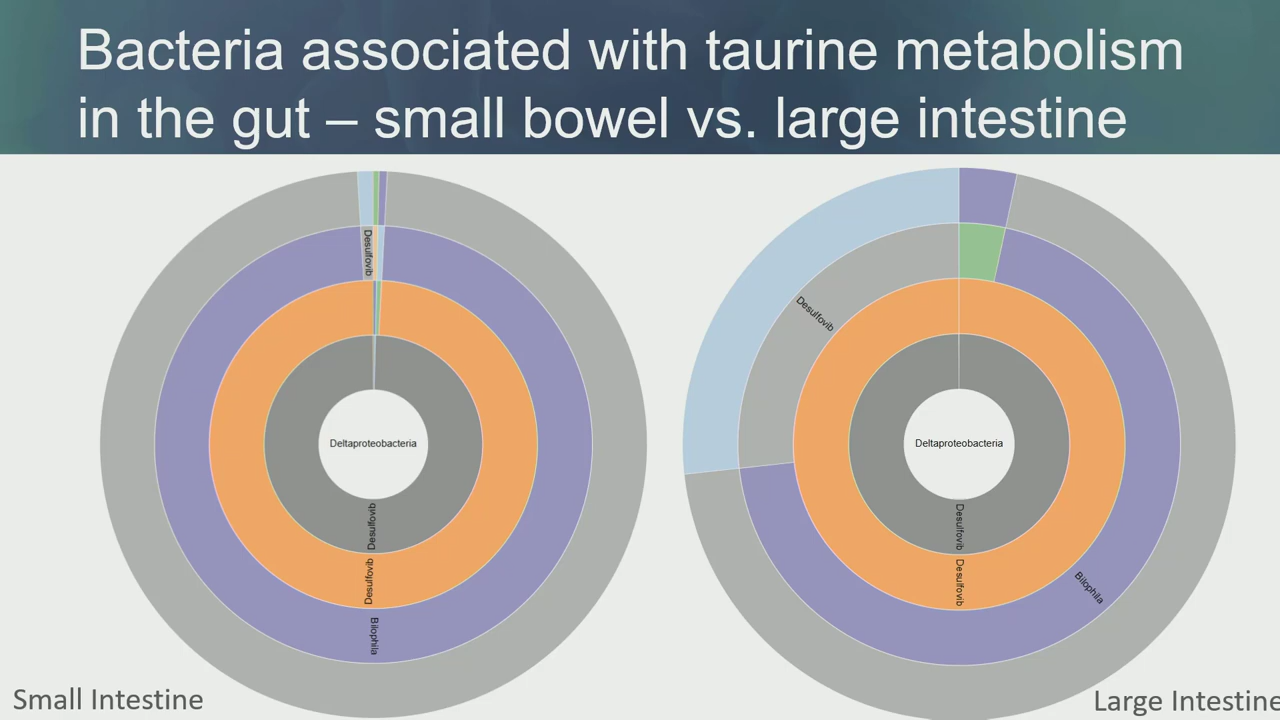 Bacteria associated with taurine metabolism
in the gut – small bowel vs. large intestine
Desulfovib
Deltaproteobacteria
Desulfovib
Desulfovib
Bilophila
Small Intestine
Desulfovib
Deltaproteobacteria
Desulfovib
Desulfovib
Bilophila
Large Intestine